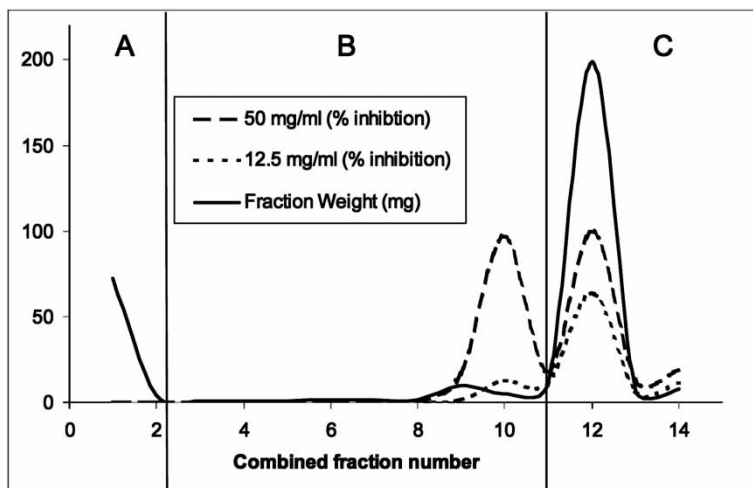 A B C
200
150
100
50
0
50 mg/ml (% inhibtion)
12.5 mg/ml (% inhibition)
Fraction Weight (mg)
0 2 4 6 8 10 12 14
Combined fraction number